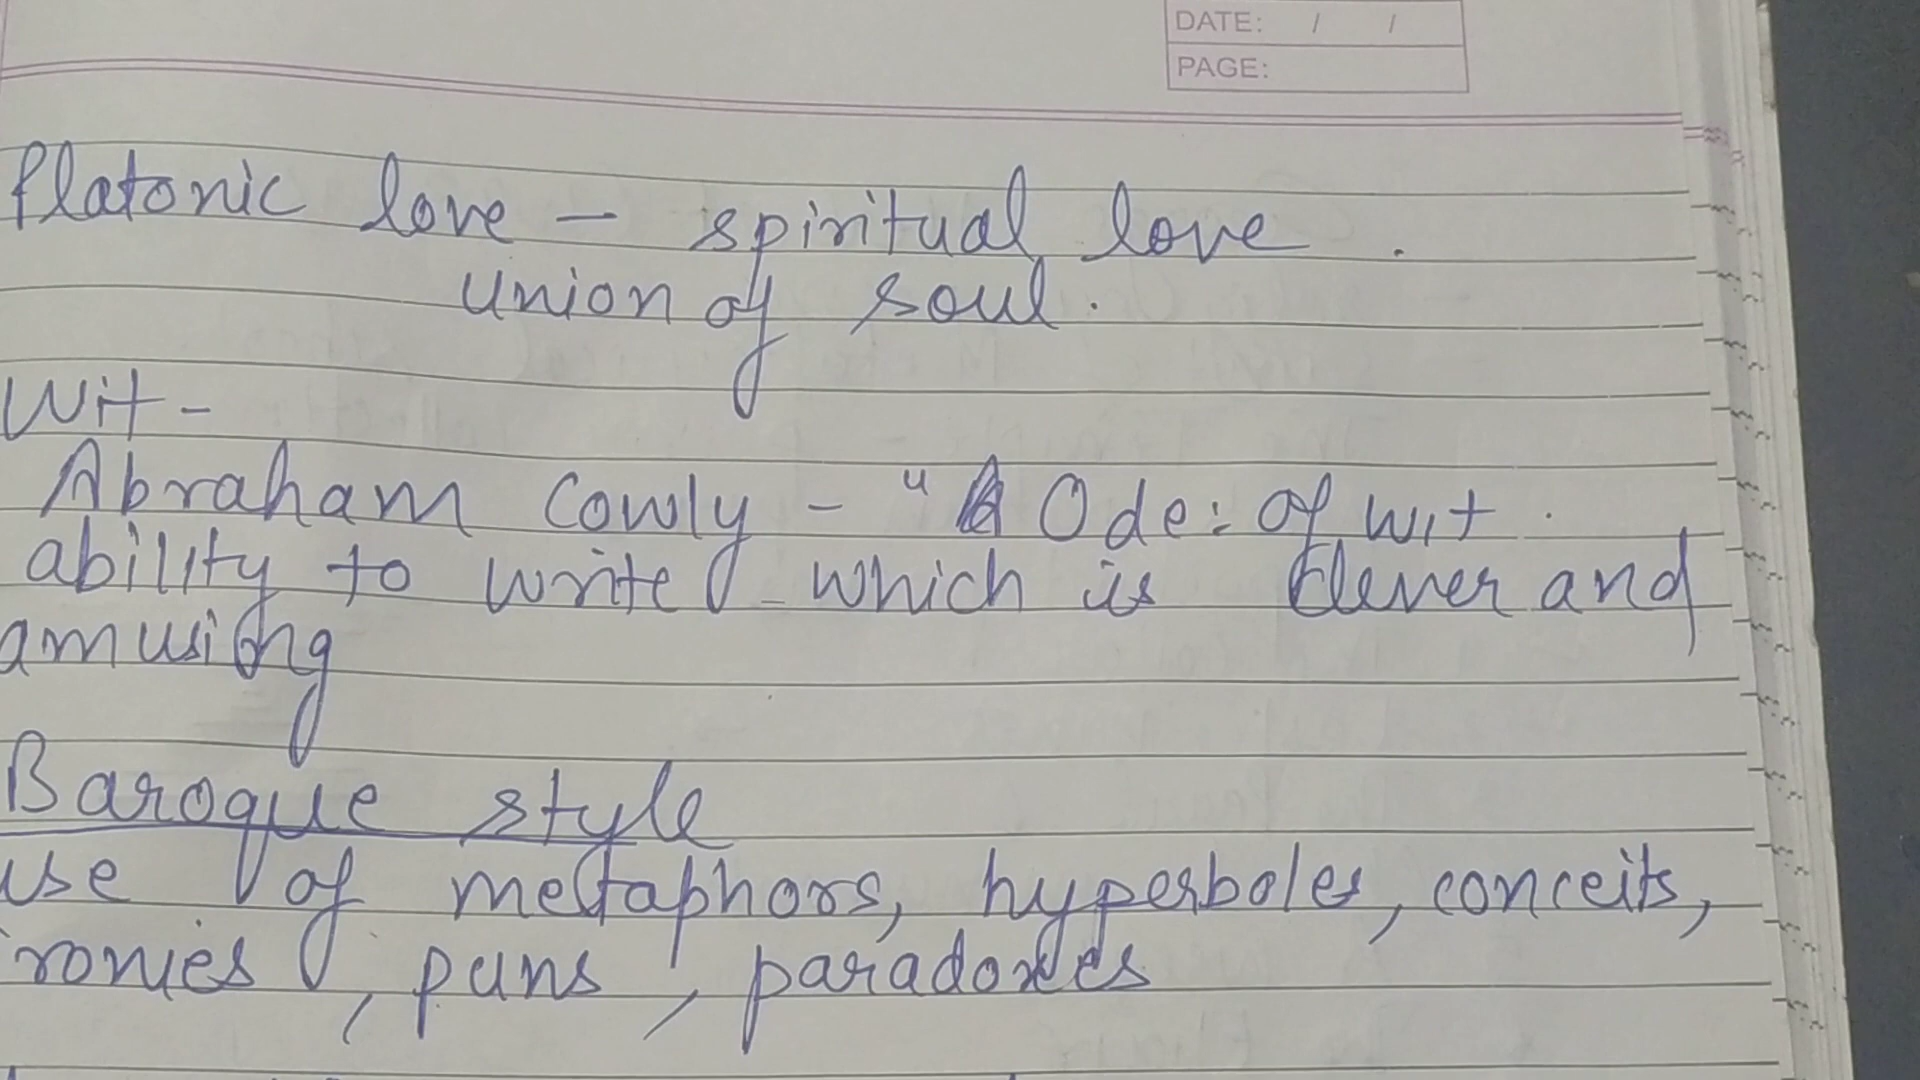 DATE: / /
PAGE:
Platonic love - spiritual love .
union of soul.
Wit -
Abraham Cowly - " Ode: of wit .
ability to write which is clever and
amusing
Baroque style
use of metaphors, hyperboles, conceits,
ronies, puns, paradoxes